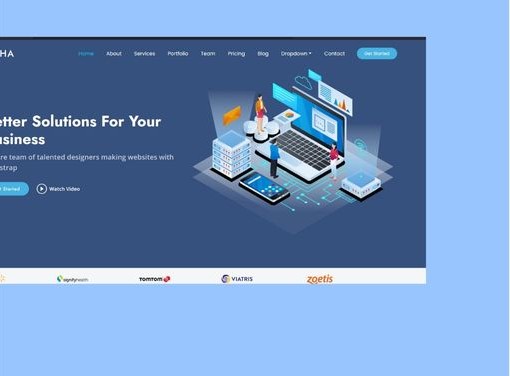 HA
Home About Services Portfolio Team Pricing Blog Dropdown Contact Get Started
etter Solutions For Your
usiness
re team of talented designers making websites with
strap
Started
Watch Video
TOMTOM VIATRIS zoetis